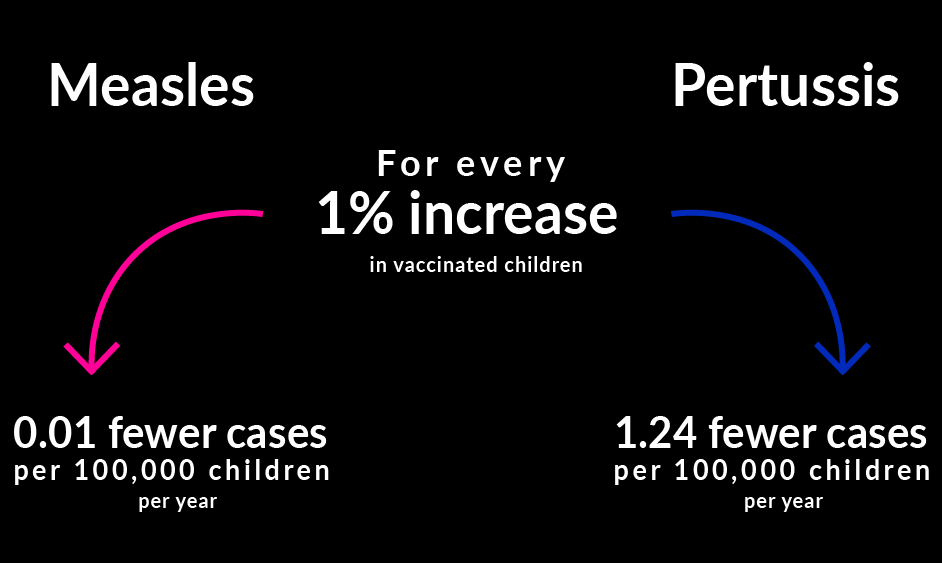 Measles
Pertussis
For every
1% increase
in vaccinated children
0.01 fewer cases
per 100,000 children
per year
1.24 fewer cases
per 100,000 children
per year